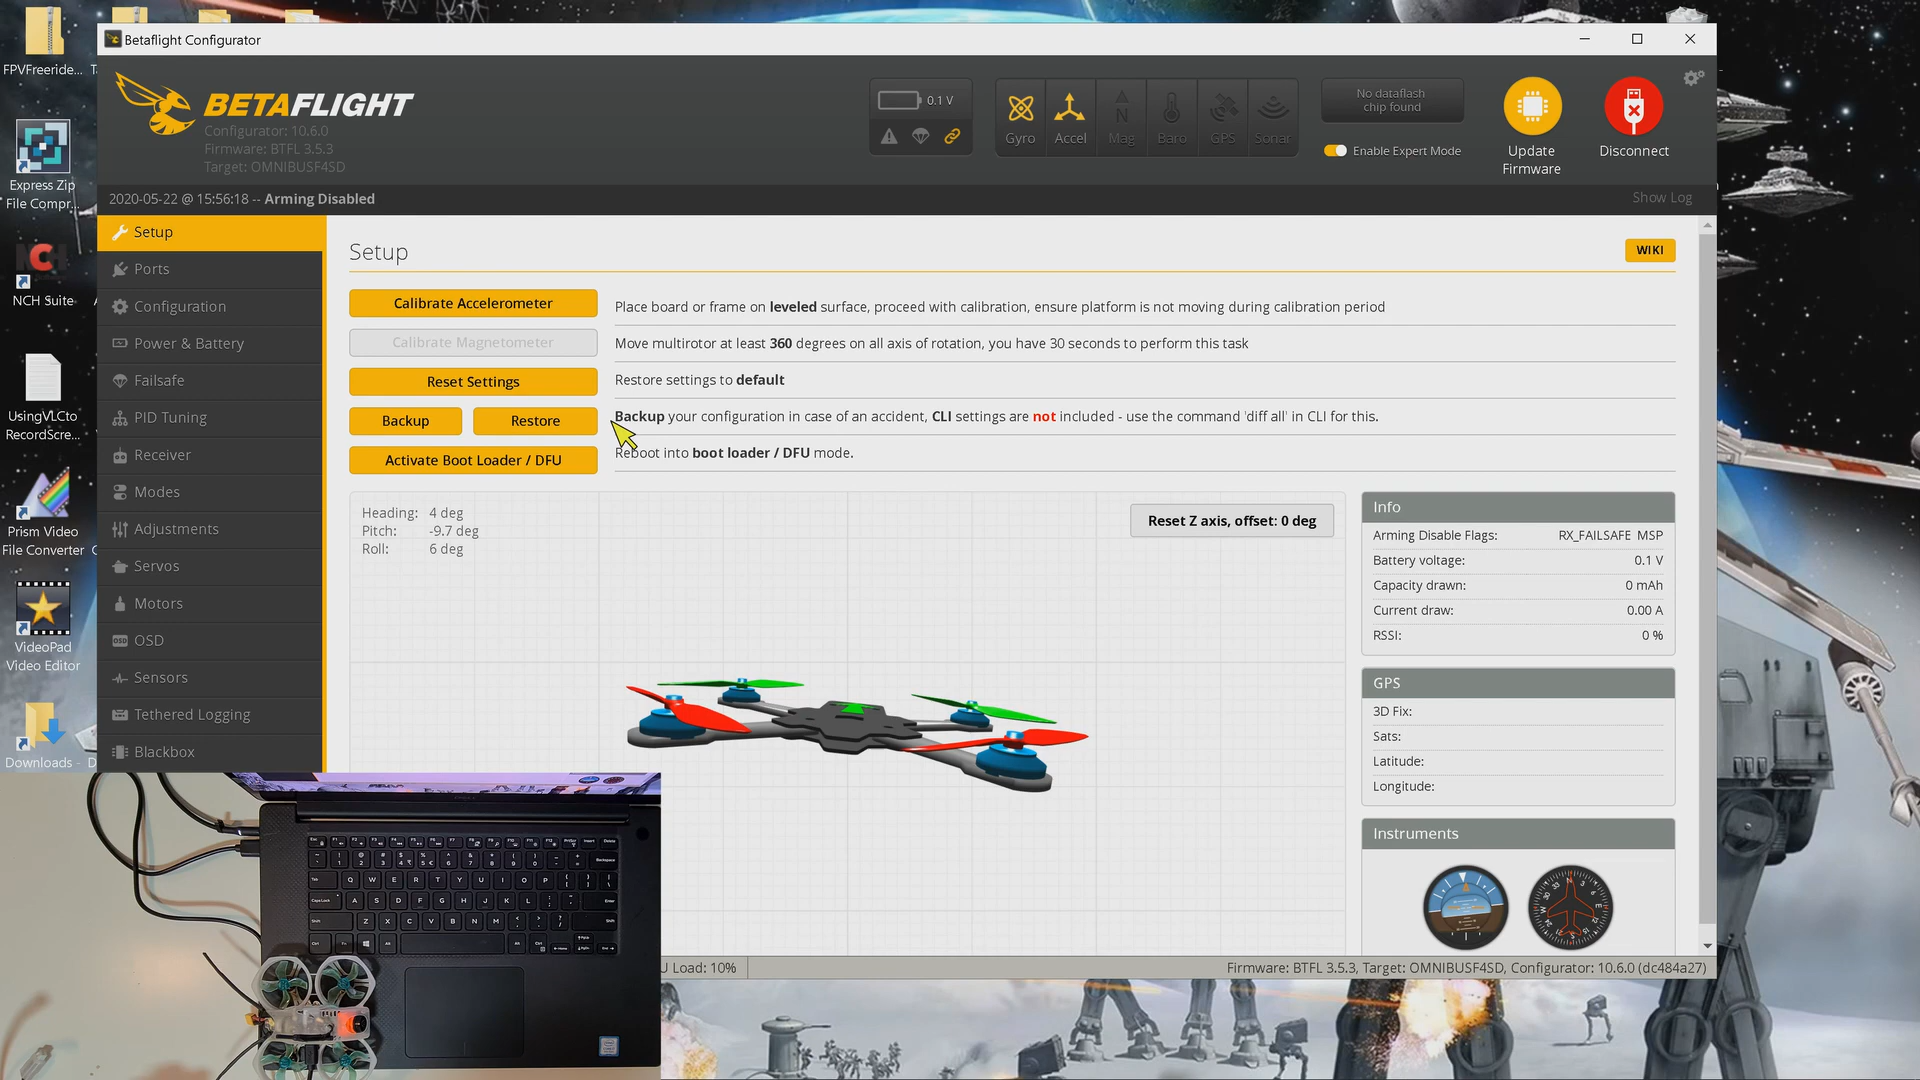 FPVFreeride...
Express Zip
File Compr...
NCH Suite
UsingVLCto
RecordScre...
Prism Video
File Converter
VideoPad
Video Editor
Downloads -
Betaflight Configurator
BETAFLIGHT
Configurator: 10.6.0
Firmware: BTFL 3.5.3
Target: OMNIBUSF4SD
0.1 V
Gyro
Accel
Mag
Baro
GPS
Sonar
No dataflash
chip found
Enable Expert Mode
Update
Firmware
Disconnect
2020-05-22 @ 15:56:18 -- Arming Disabled
Show Log
Setup
Ports
Configuration
Power & Battery
Failsafe
PID Tuning
Receiver
Modes
Adjustments
Servos
Motors
OSD
Sensors
Tethered Logging
Blackbox
Setup
WIKI
Calibrate Accelerometer
Place board or frame on leveled surface, proceed with calibration, ensure platform is not moving during calibration period
Calibrate Magnetometer
Move multirotor at least 360 degrees on all axis of rotation, you have 30 seconds to perform this task
Reset Settings
Restore settings to default
Backup
Restore
Backup your configuration in case of an accident, CLI settings are not included - use the command 'diff all' in CLI for this.
Activate Boot Loader / DFU
Reboot into boot loader / DFU mode.
Heading: 4 deg
Pitch: -9.7 deg
Roll: 6 deg
Reset Z axis, offset: 0 deg
Info
Arming Disable Flags: RX_FAILSAFE MSP
Battery voltage: 0.1 V
Capacity drawn: 0 mAh
Current draw: 0.00 A
RSSI: 0 %
GPS
3D Fix:
Sats:
Latitude:
Longitude:
Instruments
U Load: 10%
Firmware: BTFL 3.5.3, Target: OMNIBUSF4SD, Configurator: 10.6.0 (dc484a27)